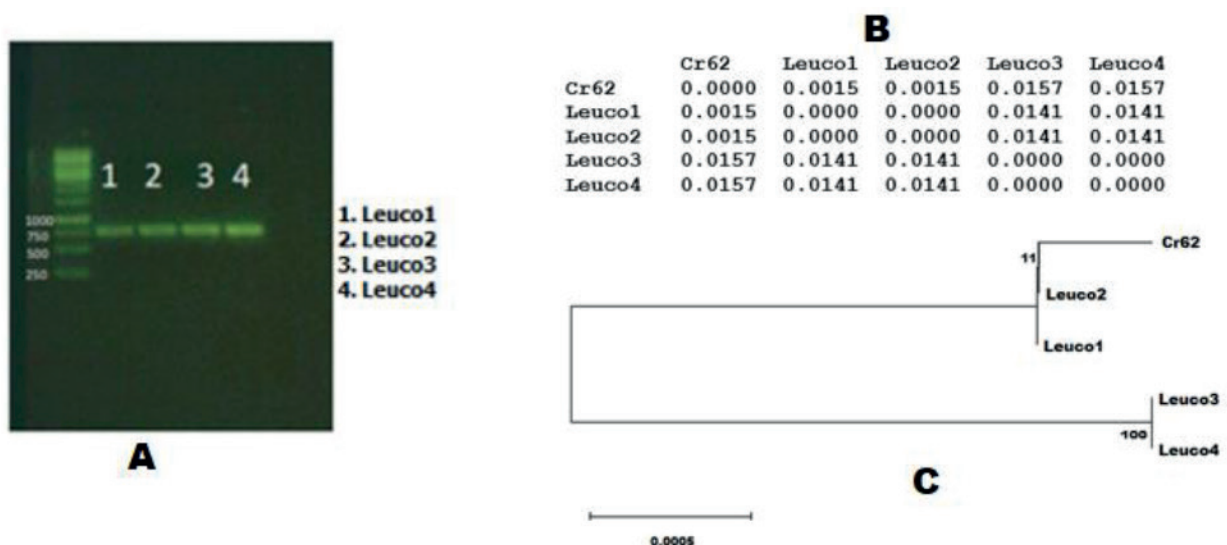 1 2 3 4
1000
750
500
250
1. Leuco1
2. Leuco2
3. Leuco3
4. Leuco4
A
B
Cr62 Leuco1 Leuco2 Leuco3 Leuco4
Cr62 0.0000 0.0015 0.0015 0.0157 0.0157
Leuco1 0.0015 0.0000 0.0000 0.0141 0.0141
Leuco2 0.0015 0.0000 0.0000 0.0141 0.0141
Leuco3 0.0157 0.0141 0.0141 0.0000 0.0000
Leuco4 0.0157 0.0141 0.0141 0.0000 0.0000
Cr62
11
Leuco2
Leuco1
Leuco3
100
Leuco4
C
0.0005